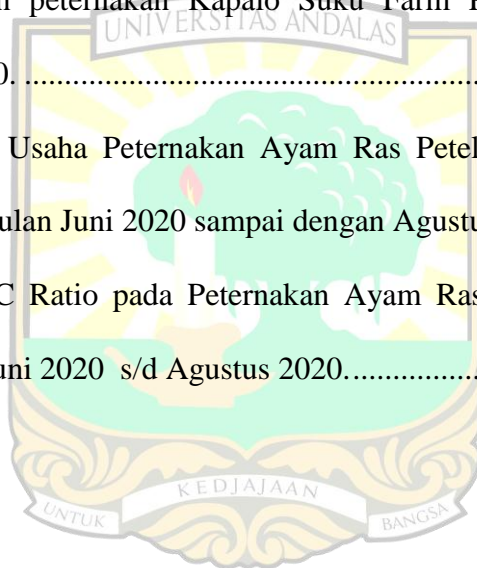 peternakan Kapalo Suku Farm
UNIVERSITAS ANDALAS
0. ........................................................
Usaha Peternakan Ayam Ras Petel
ulan Juni 2020 sampai dengan Agustu
C Ratio pada Peternakan Ayam Ras
uni 2020 s/d Agustus 2020.................
UNTUK KEDJAJAAN BANGSA